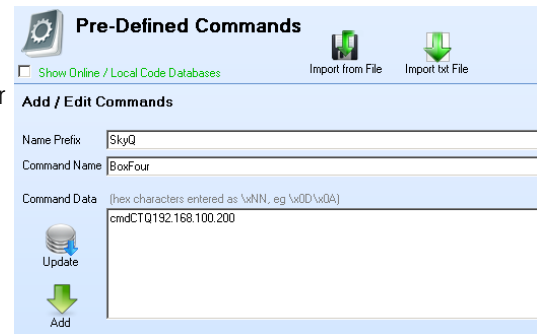 Pre-Defined Commands
Import from File
Import txt File
Show Online / Local Code Databases
r
Add / Edit Commands
Name Prefix
SkyQ
Command Name
BoxFour
Command Data
(hex characters entered as \xNN, eg \x0D\x0A)
cmdCTQ192.168.100.200
Update
Add